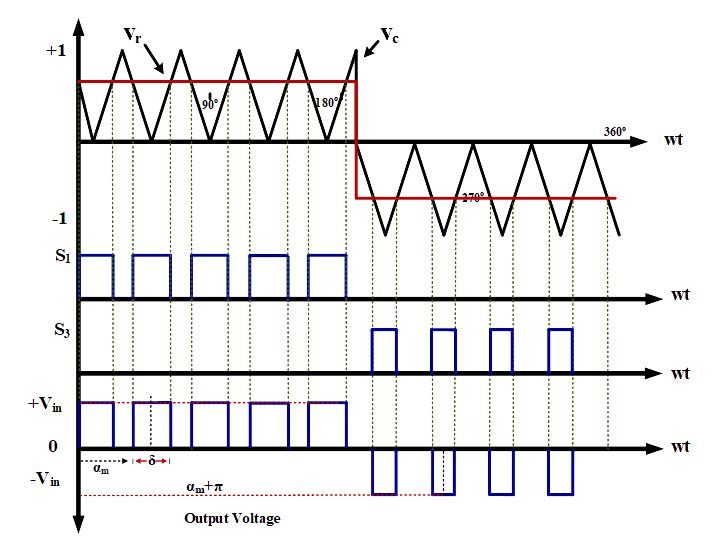 Vr
Vc
+1
90°
180°
360°
wt
-1
270°
S1
wt
S3
wt
+Vin
0
wt
αm
δ
-Vin
αm+π
Output Voltage